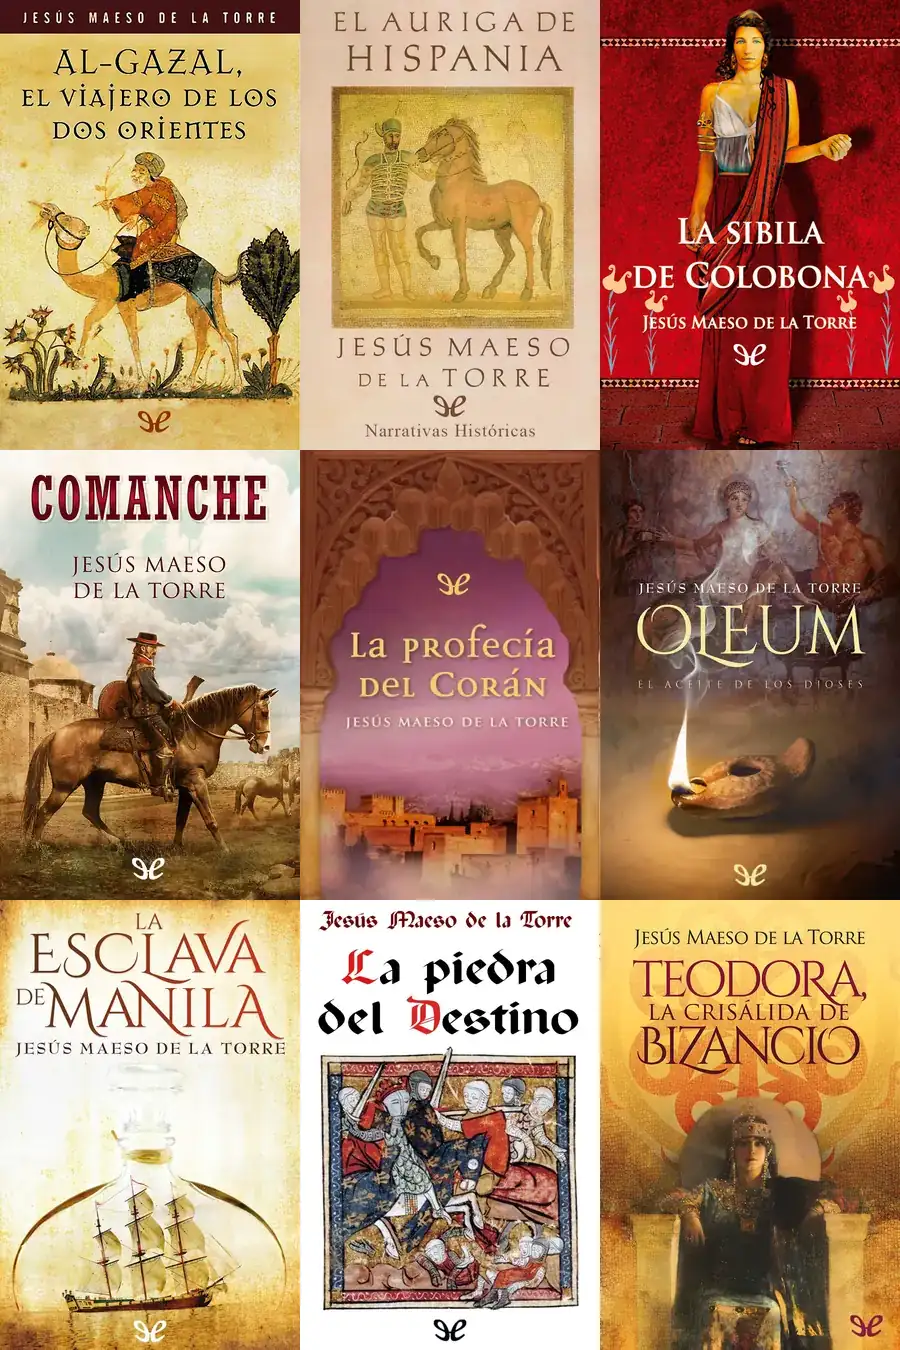 JESÚS MAESO DE LA TORRE
AL-GAZAL,
EL VIAJERO DE LOS
DOS ORIENTES
EL AURIGA DE
HISPANIA
JESÚS MAESO
DE LA TORRE
Narrativas Históricas
LA SIBILA
DE COLOBONA
JESÚS MAESO DE LA TORRE
COMANCHE
JESÚS MAESO
DE LA TORRE
La profecía
del Corán
JESÚS MAESO DE LA TORRE
JESÚS MAESO DE LA TORRE
OLEUM
EL ACEITE DE LOS DIOSES
LA
ESCLAVA
DE MANILA
JESÚS MAESO DE LA TORRE
Jesús Maeso de la Torre
La piedra
del Destino
JESÚS MAESO DE LA TORRE
TEODORA,
LA CRISÁLIDA DE
BIZANCIO